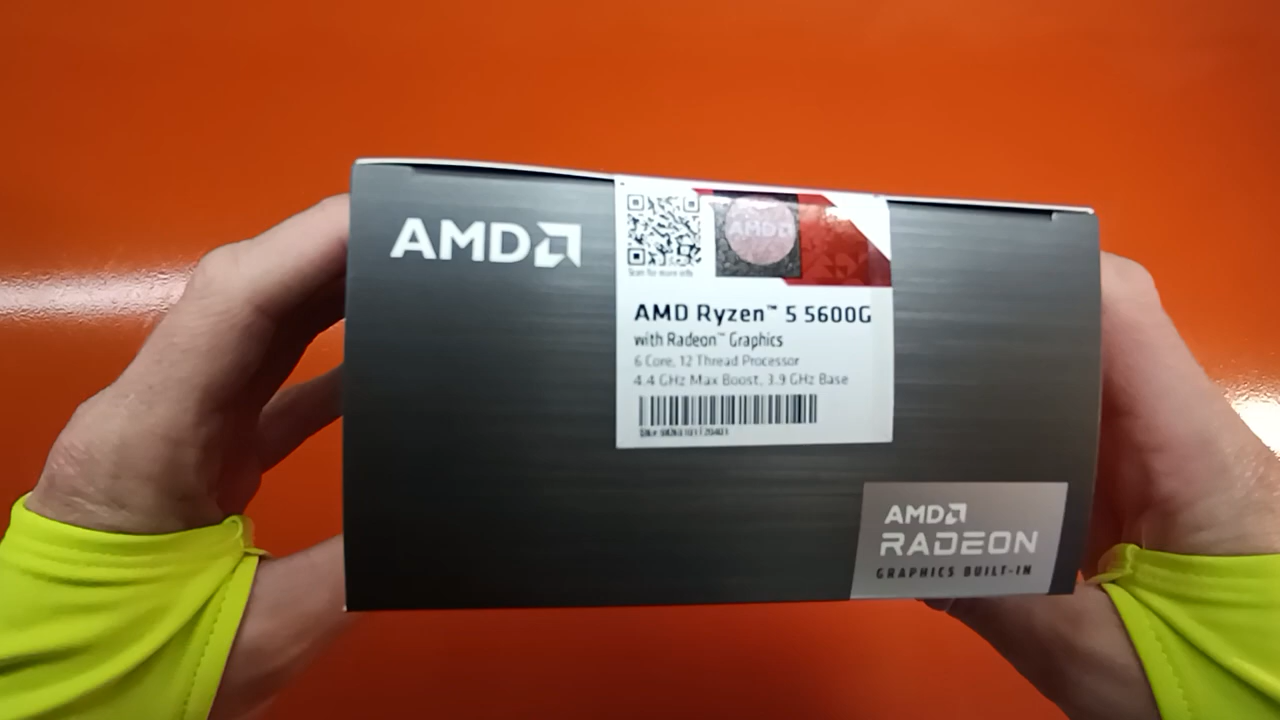 AMD
Scan for more info
AMD
AMD Ryzen™ 5 5600G
with Radeon™ Graphics
6 Core, 12 Thread Processor
4.4 GHz Max Boost, 3.9 GHz Base
AMD
RADEON
GRAPHICS BUILT-IN